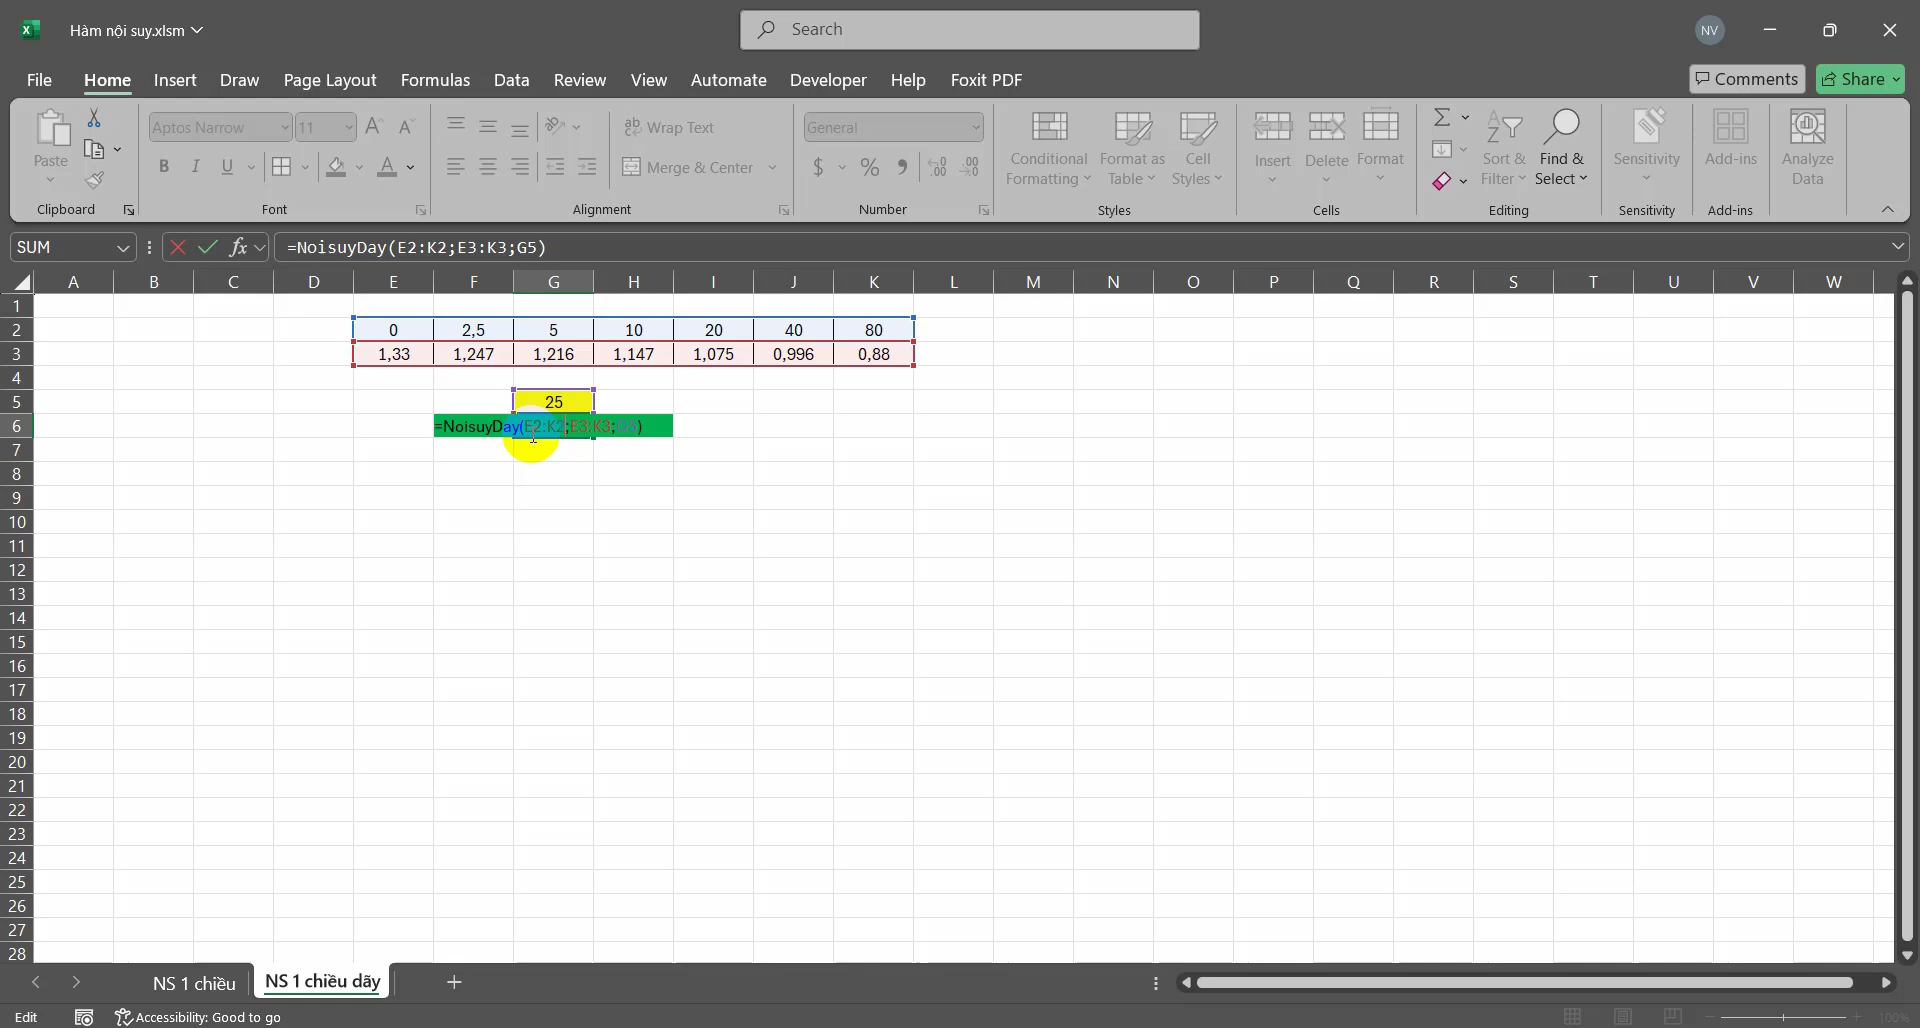 Hàm nội suy.xlsm
Search
NV
File Home Insert Draw Page Layout Formulas Data Review View Automate Developer Help Foxit PDF
Comments Share
Paste
Clipboard
Aptos Narrow 11
B I U
Font
Wrap Text
Merge & Center
Alignment
General
$ %
Number
Conditional Formatting
Format as Table
Cell Styles
Styles
Insert Delete Format
Cells
Sort & Filter
Find & Select
Editing
Sensitivity
Sensitivity
Add-ins
Add-ins
Analyze Data
SUM
fx =NoisuyDay(E2:K2;E3:K3;G5)
A B C D E F G H I J K L M N O P Q R S T U V W
1
2 0 2,5 5 10 20 40 80
3 1,33 1,247 1,216 1,147 1,075 0,996 0,88
4
5 25
6 =NoisuyDay(E2:K2;E3:K3;G5)
7
8
9
10
11
12
13
14
15
16
17
18
19
20
21
22
23
24
25
26
27
28
NS 1 chiều NS 1 chiều dãy
Edit Accessibility: Good to go 100%